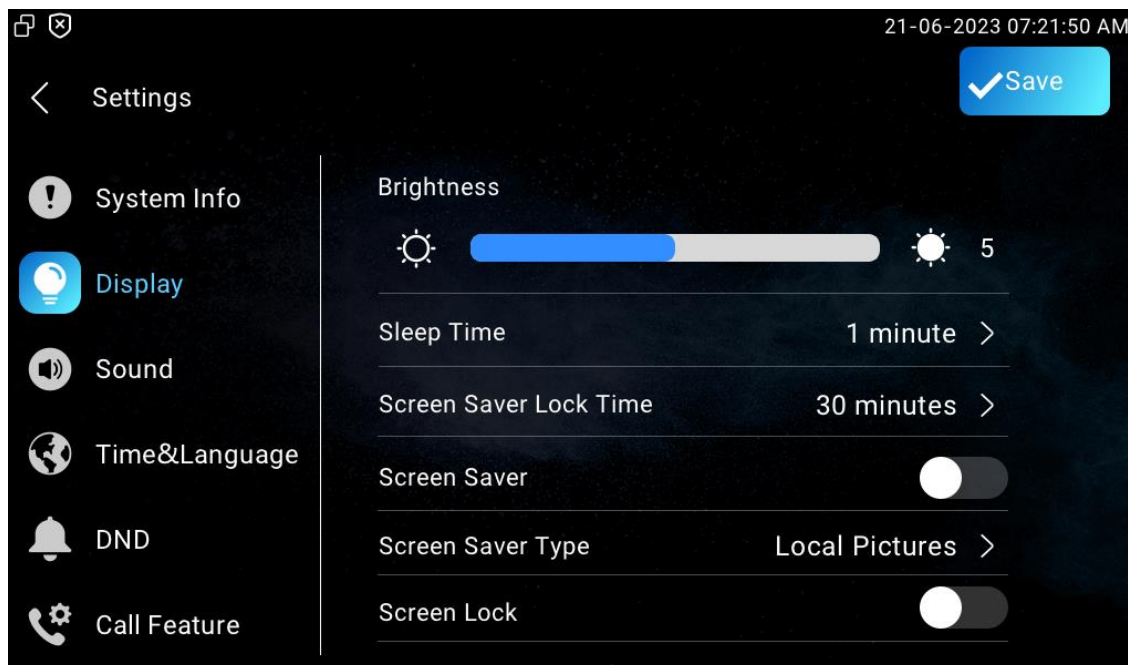 21-06-2023 07:21:50 AM
Settings
Save
System Info
Display
Sound
Time&Language
DND
Call Feature
Brightness
5
Sleep Time 1 minute
Screen Saver Lock Time 30 minutes
Screen Saver
Screen Saver Type Local Pictures
Screen Lock